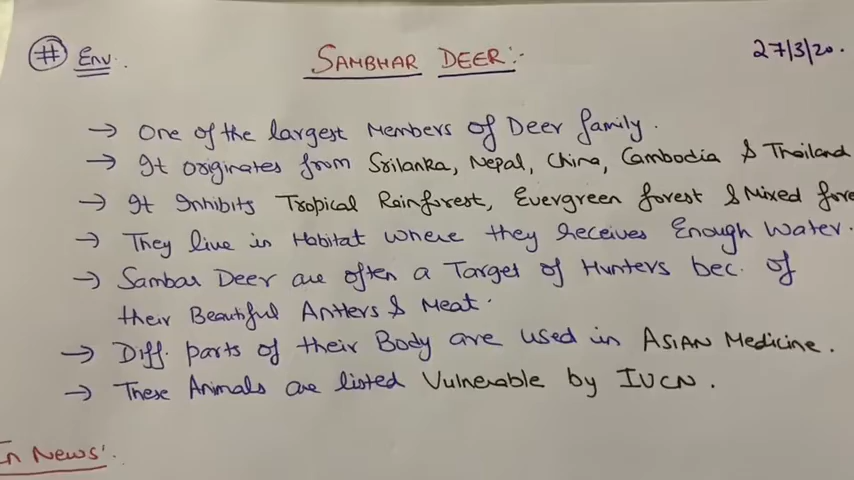 # Env.
SAMBHAR DEER:-
27/3/20.
→ One of the largest Members of Deer family.
→ It originates from Srilanka, Nepal, China, Cambodia & Thailand
→ It Inhibits Tropical Rainforest, Evergreen forest & Mixed fore
→ They live in Habitat where they receives Enough Water.
→ Sambar Deer are often a Target of Hunters bec. of
their Beautiful Antlers & Meat.
→ Diff. parts of their Body are used in ASIAN Medicine.
→ These Animals are listed Vulnerable by IUCN.
In News: